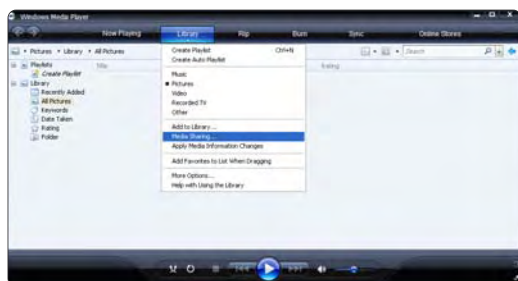 Windows Media Player
Now Playing Library Rip Burn Sync Online Stores
Pictures Library All Pictures Search
Create Playlist Ctrl+N
Create Auto Playlist
Music
Pictures
Video
Recorded TV
Other
Add to Library...
Media Sharing...
Apply Media Information Changes
Add Favorites to List When Dragging
More Options...
Help with Using the Library
Playlists
Create Playlist
Library
Recently Added
All Pictures
Keywords
Date Taken
Rating
Folder
Title
Rating